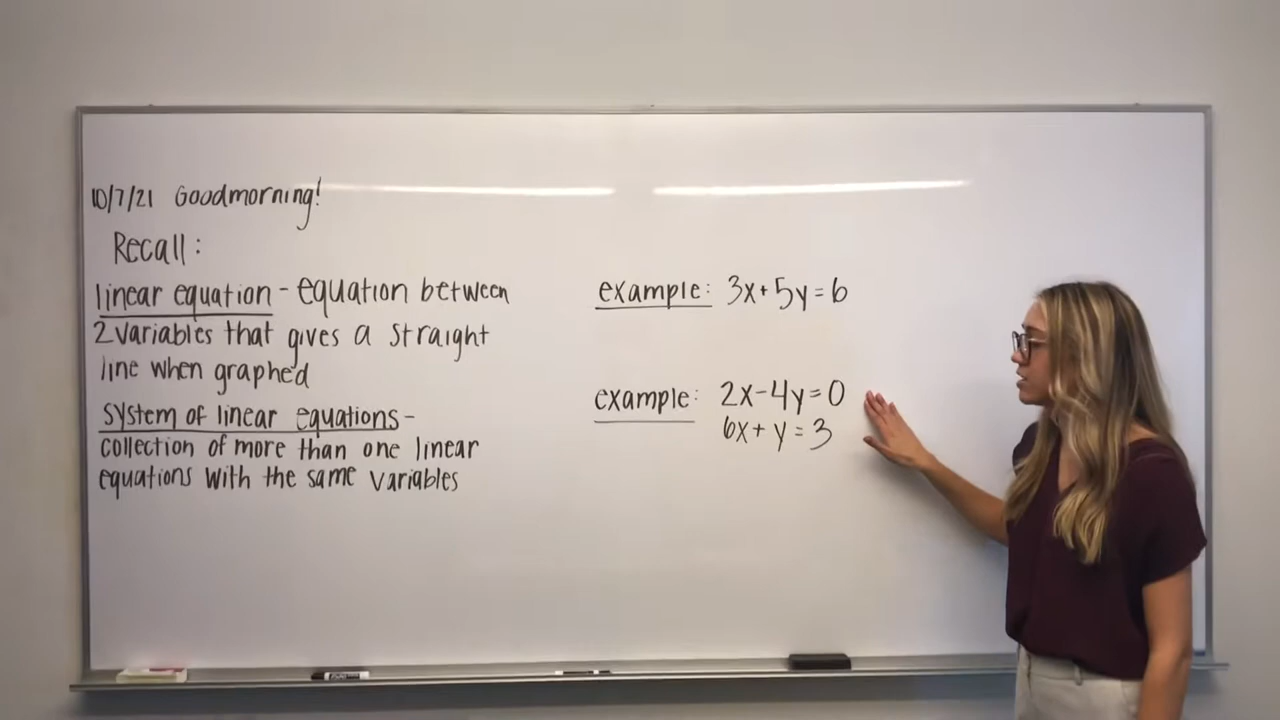 10/7/21 Goodmorning!
Recall:
linear equation - equation between
2 variables that gives a straight
line when graphed
system of linear equations -
collection of more than one linear
equations with the same variables
example: 3x+5y=6
example: 2x-4y=0
6x+y=3